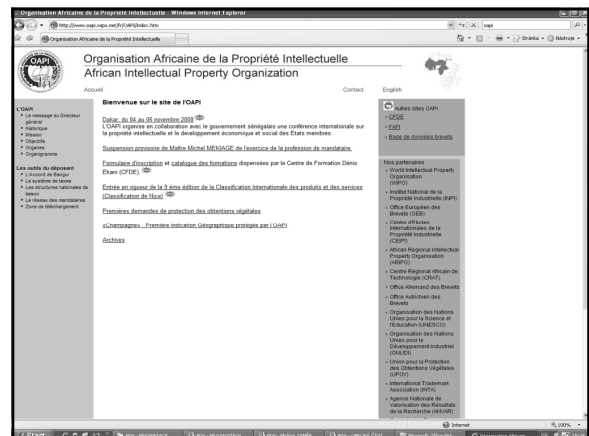 Organisation Africaine de la Propriété Intellectuelle - Windows Internet Explorer
http://www.oapi.wipo.net/fr/OAPI/index.htm
oapi
Organisation Africaine de la Propriété Intellectuelle
Stránka
Nástroje
OAPI
Organisation Africaine de la Propriété Intellectuelle
African Intellectual Property Organization
Accueil
Contact
English
L'OAPI
Le message du Directeur
général
Historique
Mission
Objectifs
Organes
Organigramme
Les outils du déposant
L'Accord de Bangui
Le système de taxes
Les structures nationales de
liaison
Le réseau des mandataires
Zone de téléchargement
Bienvenue sur le site de l'OAPI
Dakar, du 04 au 06 novembre 2008
L'OAPI organise en collaboration avec le gouvernement sénégalais une conférence internationale sur
la propriété intellectuelle et le developpement économique et social des Etats membres .
Suspension provisoire de Maître Michel MEKIAGE de l'exercice de la profession de mandataire.
Formulaire d'inscription et catalogue des formations dispensées par le Centre de Formation Dénis
Ekani (CFDE).
Entrée en vigueur de la 9 ème édition de la Classification Internationale des produits et des services
(Classification de Nice)
Premières demandes de protection des obtentions végétales.
«Champagne» : Première indication Géographique protégée par l'OAPI
Archives
Autres sites OAPI
CFDE
FAPI
Base de données brevets
Nos partenaires
World Intellectual Property
Organisation
(WIPO)
Institut National de la
Propriété Industrielle (INPI)
Office Européen des
Brevets (OEB)
Centre d'Etudes
Internationales de la
Propriété Industrielle
(CEIPI)
African Regional Intellectual
Property Organisation
(ARIPO)
Centre Régional Africain de
Technologie (CRAT)
Office Allemand des Brevets
Office Autrichien des
Brevets
Organisation des Nations
Unies pour la Science et
l'Education (UNESCO)
Organisation des Nations
Unies pour le
Développement Industriel
(ONUDI)
Union pour la Protection
des Obtentions Végétales
(UPOV)
International Trademark
Association (INTA)
Agence Nationale de
Valorisation des Résultats
de la Recherche (ANVAR)
Internet
100%
Start